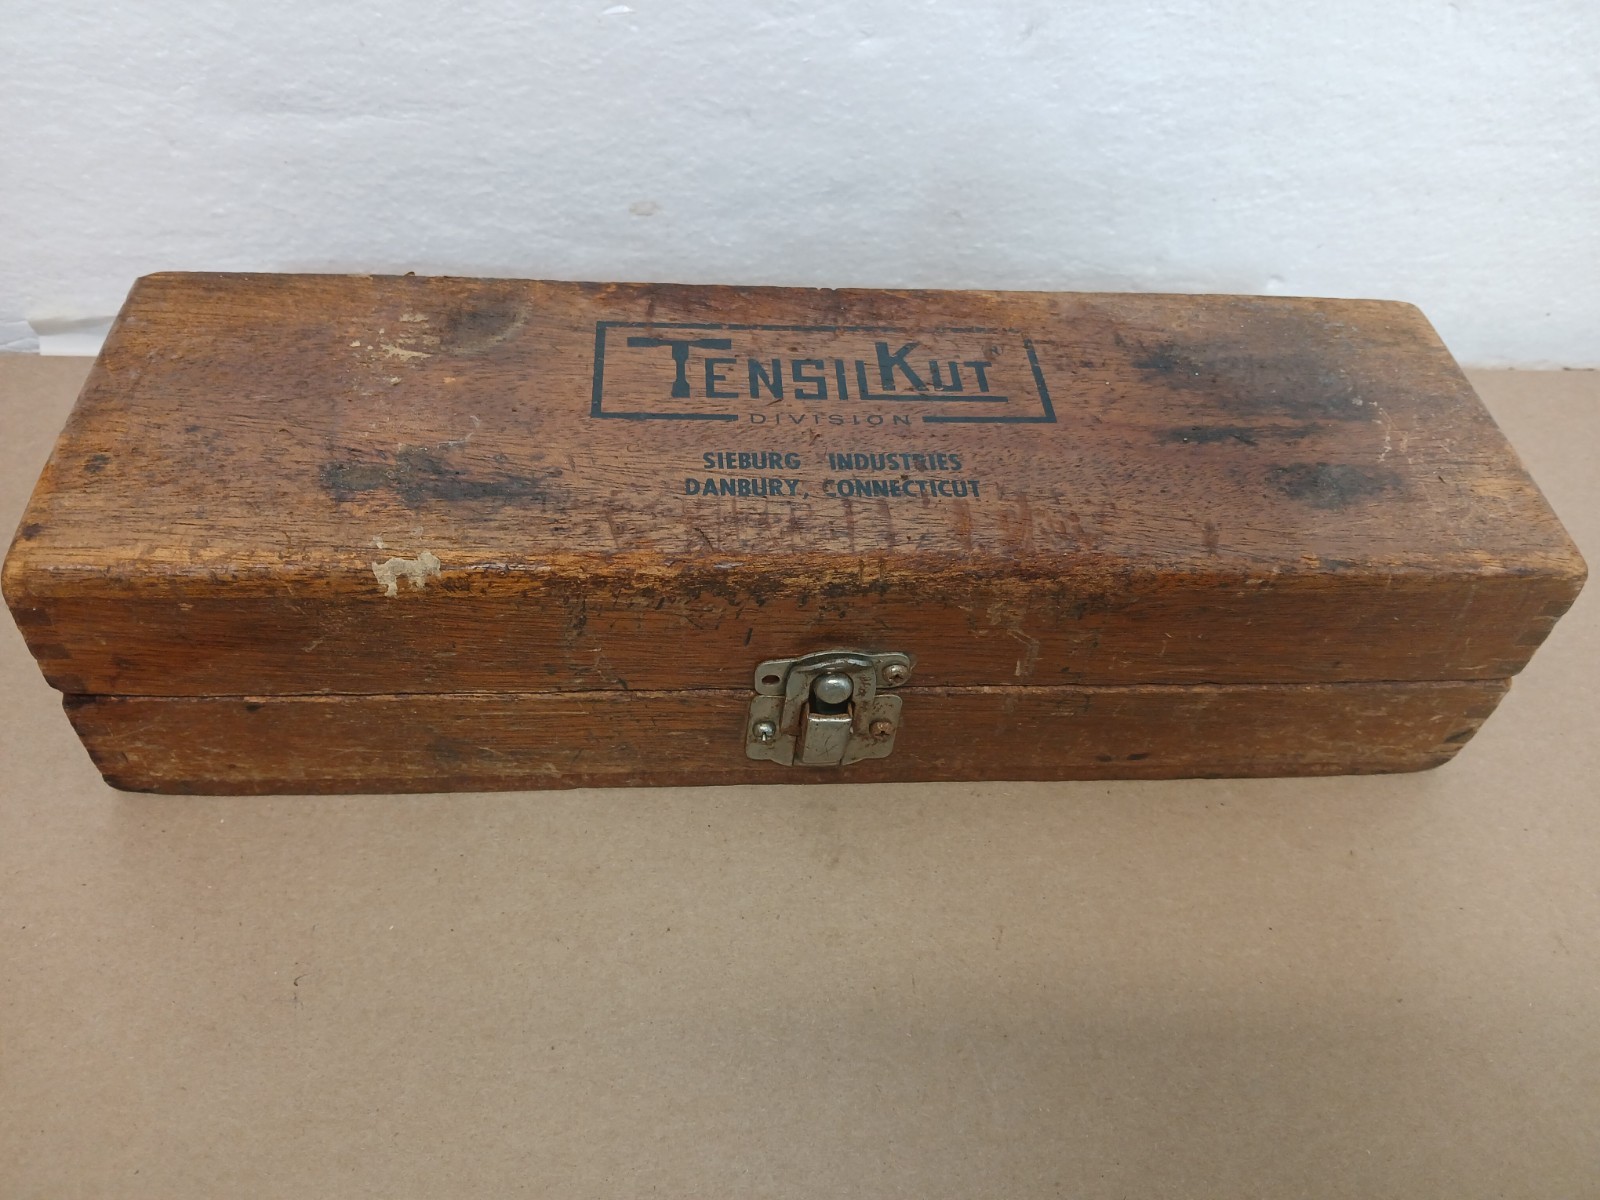 TENSILKUT
DIVISION
SIEBURG INDUSTRIES
DANBURY, CONNECTICUT